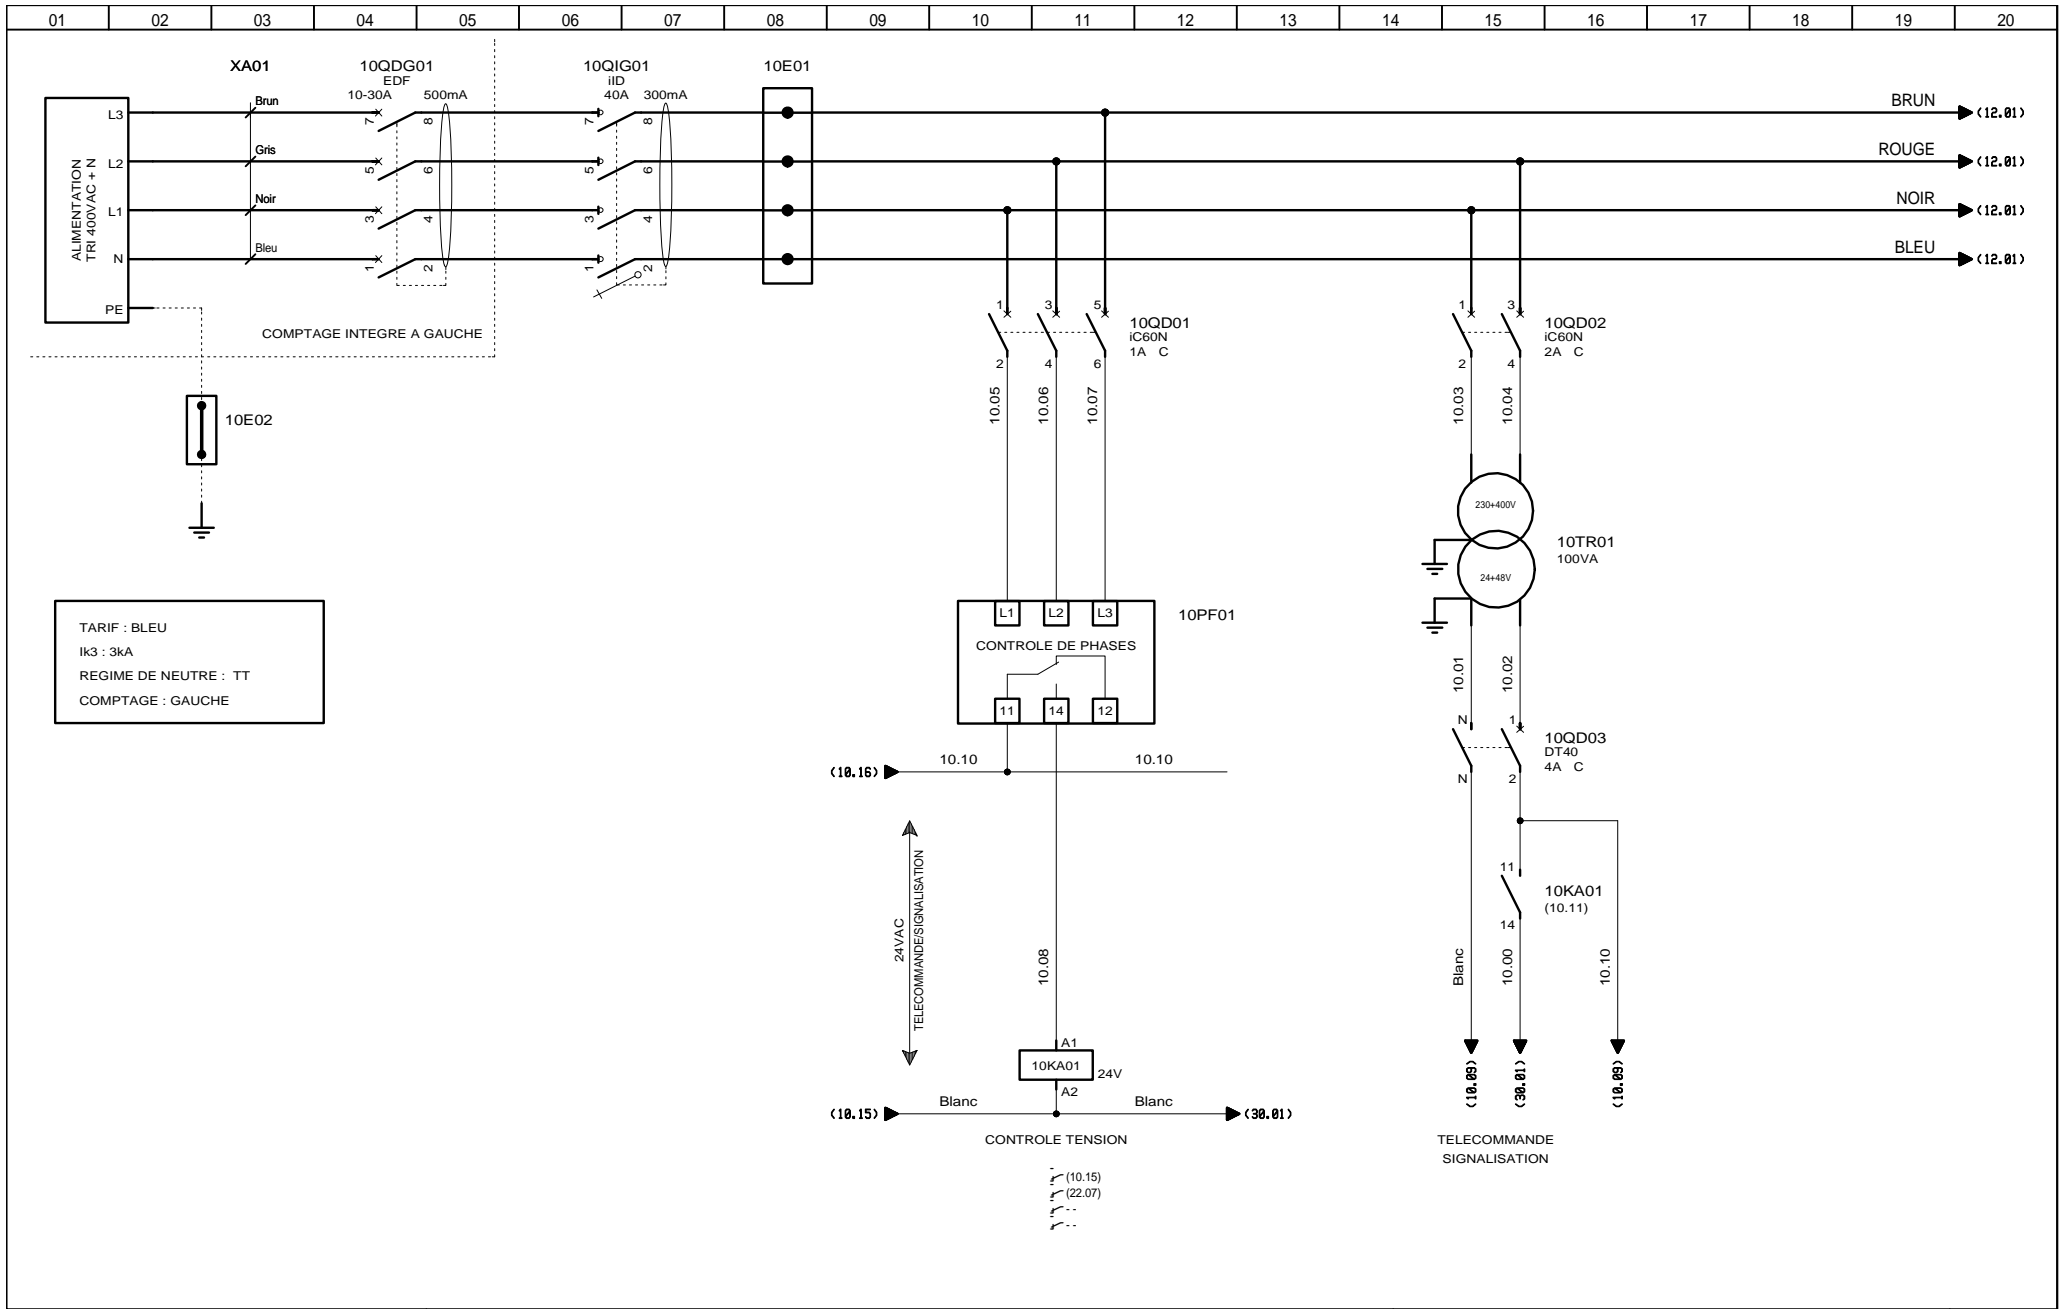 01 02 03 04 05 06 07 08 09 10 11 12 13 14 15 16 17 18 19 20
XA01
10QDG01
EDF
10-30A 500mA
10QIG01
iID
40A 300mA
10E01
ALIMENTATION
TRI 400VAC + N
L3 Brun 7 8 7 8 BRUN (12.01)
L2 Gris 5 6 5 6 ROUGE (12.01)
L1 Noir 3 4 3 4 NOIR (12.01)
N Bleu 1 2 1 2 BLEU (12.01)
PE
COMPTAGE INTEGRE A GAUCHE
10E02
1 3 5
10QD01
iC60N
1A C
2 4 6
10.05 10.06 10.07
1 3
10QD02
iC60N
2A C
2 4
10.03 10.04
230+400V
24+48V
10TR01
100VA
TARIF : BLEU
Ik3 : 3kA
REGIME DE NEUTRE : TT
COMPTAGE : GAUCHE
L1 L2 L3
10PF01
CONTROLE DE PHASES
11 14 12
10.01 10.02
N 1
10QD03
DT40
4A C
N 2
(10.16) 10.10 10.10
24VAC
TELECOMMANDE/SIGNALISATION
10.08
11
10KA01
(10.11)
14
Blanc 10.00 10.10
(10.09) (30.01) (10.09)
A1
10KA01
24V
A2
(10.15) Blanc Blanc (30.01)
CONTROLE TENSION
(10.15)
(22.07)
--
--
TELECOMMANDE
SIGNALISATION